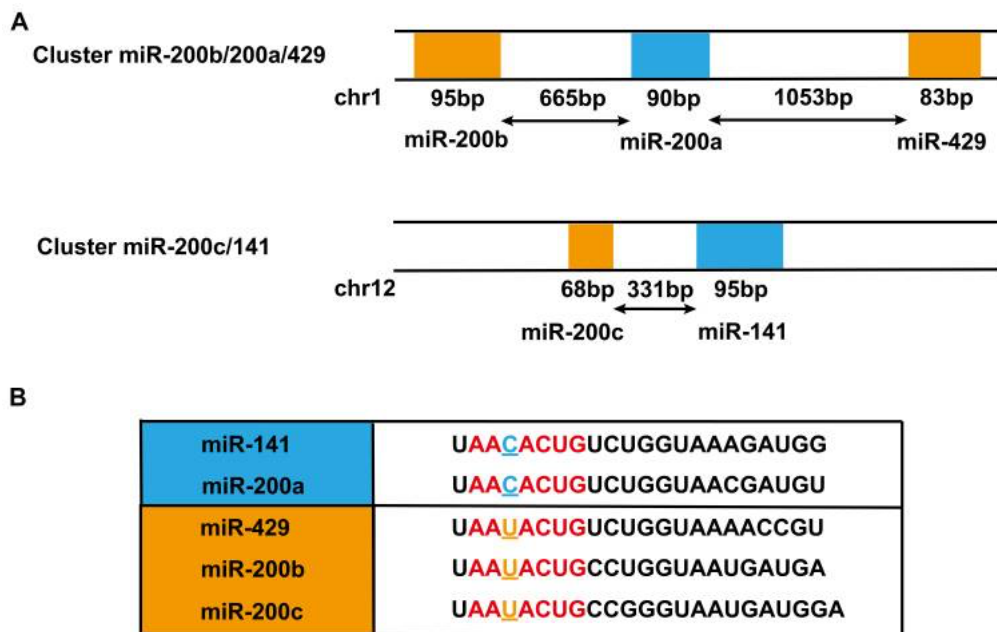 A
Cluster miR-200b/200a/429
chr1 95bp 665bp 90bp 1053bp 83bp
miR-200b miR-200a miR-429
Cluster miR-200c/141
chr12 68bp 331bp 95bp
miR-200c miR-141
B
miR-141 UAACACUGUCUGGUAAAGAUGG
miR-200a UAACACUGUCUGGUAACGAUGU
miR-429 UAAUACUGUCUGGUAAAACCGU
miR-200b UAAUACUGCCUGGUAAUGAUGA
miR-200c UAAUACUGCCGGGUAAUGAUGGA